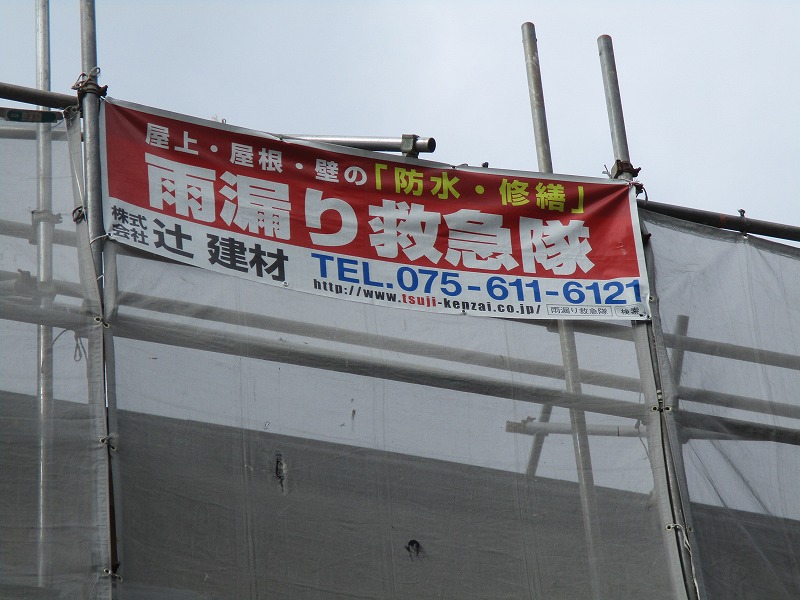 屋上・屋根・壁の「防水・修繕」
雨漏り救急隊
株式会社 辻 建材
TEL.075-611-6121
http://www.tsuji-kenzai.co.jp/ 雨漏り救急隊 検索